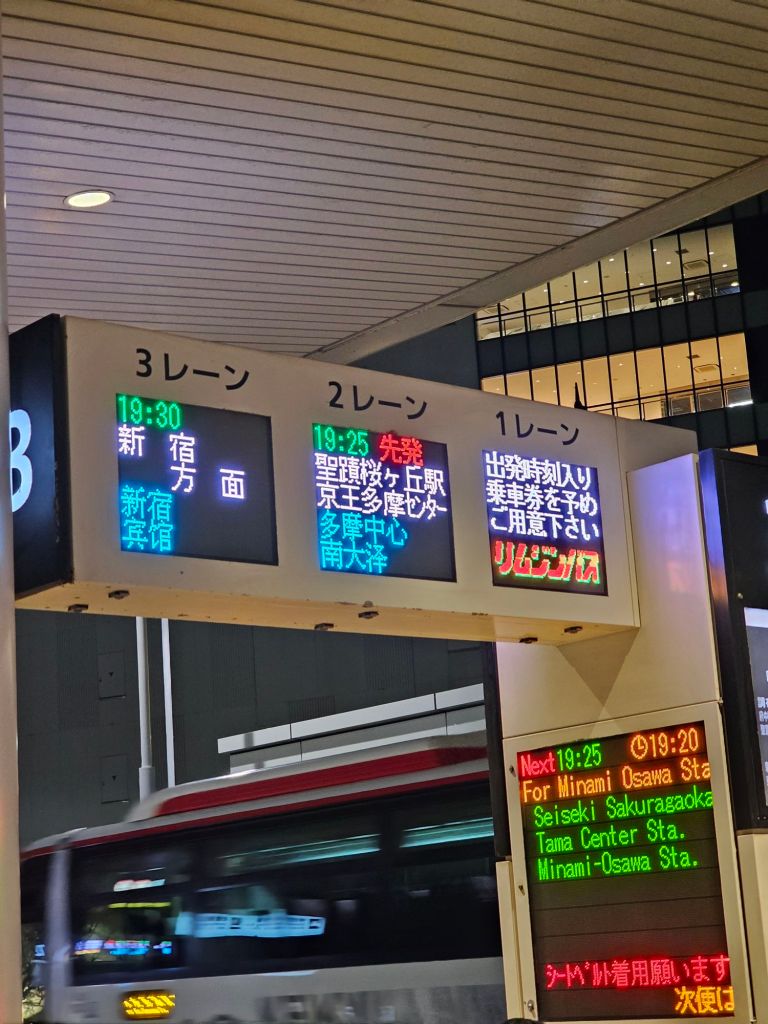 3レーン
19:30
新宿
方面
新宿
宾馆
2レーン
19:25 先発
聖蹟桜ヶ丘駅
京王多摩センター
多摩中心
南大泽
1レーン
出発時刻入り
乗車券を予め
ご用意下さい
リムジンバス
3
Next 19:25 19:20
For Minami Osawa Sta
Seiseki Sakuragaoka
Tama Center Sta.
Minami-Osawa Sta.
シートベルト着用願います
次便は